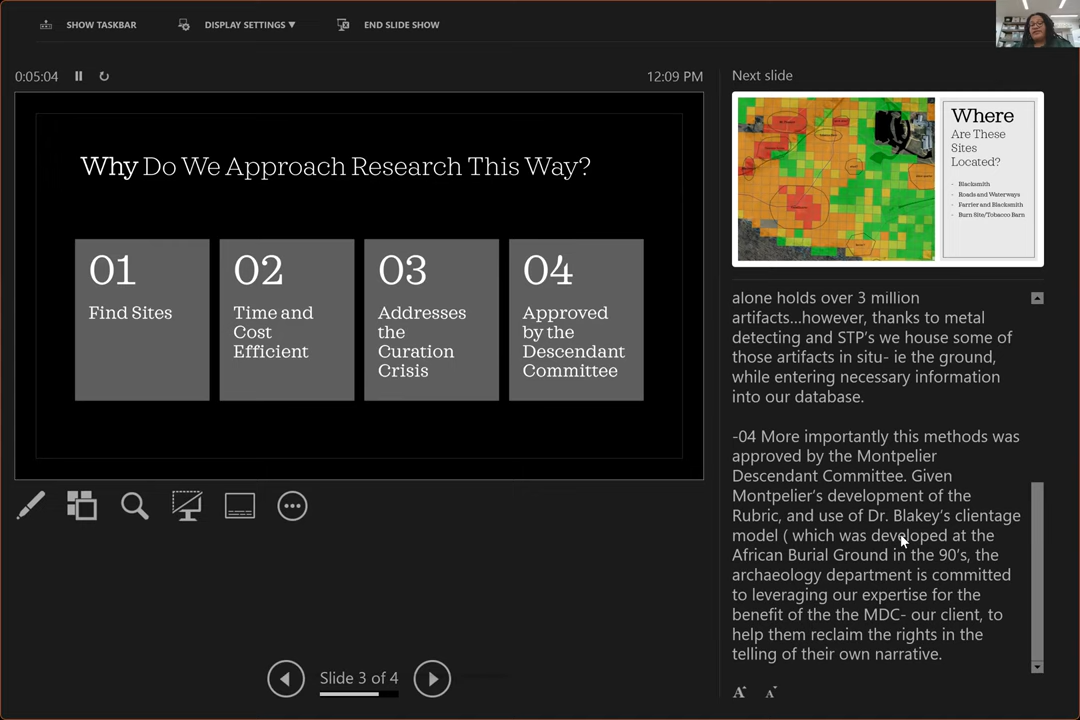 SHOW TASKBAR
DISPLAY SETTINGS ▼
END SLIDE SHOW
0:05:04
12:09 PM
Why Do We Approach Research This Way?
01
Find Sites
02
Time and
Cost
Efficient
03
Addresses
the
Curation
Crisis
04
Approved
by the
Descendant
Committee
Slide 3 of 4
Next slide
Where
Are These
Sites
Located?
- Blacksmith
- Roads and Waterways
- Farrier and Blacksmith
- Burn Site/Tobacco Barn
alone holds over 3 million
artifacts...however, thanks to metal
detecting and STP's we house some of
those artifacts in situ- ie the ground,
while entering necessary information
into our database.
-04 More importantly this methods was
approved by the Montpelier
Descendant Committee. Given
Montpelier's development of the
Rubric, and use of Dr. Blakey's clientage
model ( which was developed at the
African Burial Ground in the 90's, the
archaeology department is committed
to leveraging our expertise for the
benefit of the the MDC- our client, to
help them reclaim the rights in the
telling of their own narrative.
A
A